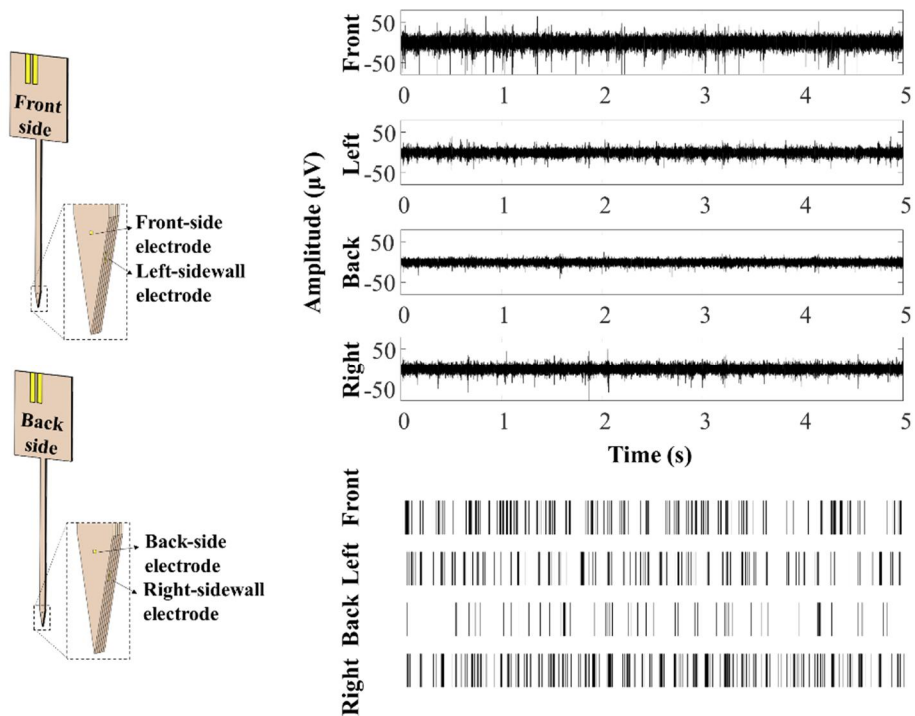 Front
side
Front-side
electrode
Left-sidewall
electrode
Back
side
Back-side
electrode
Right-sidewall
electrode
Amplitude (µV)
Front
50
-50
0 1 2 3 4 5
Left
50
-50
0 1 2 3 4 5
Back
50
-50
0 1 2 3 4 5
Right
50
-50
0 1 2 3 4 5
Time (s)
Front
Left
Back
Right